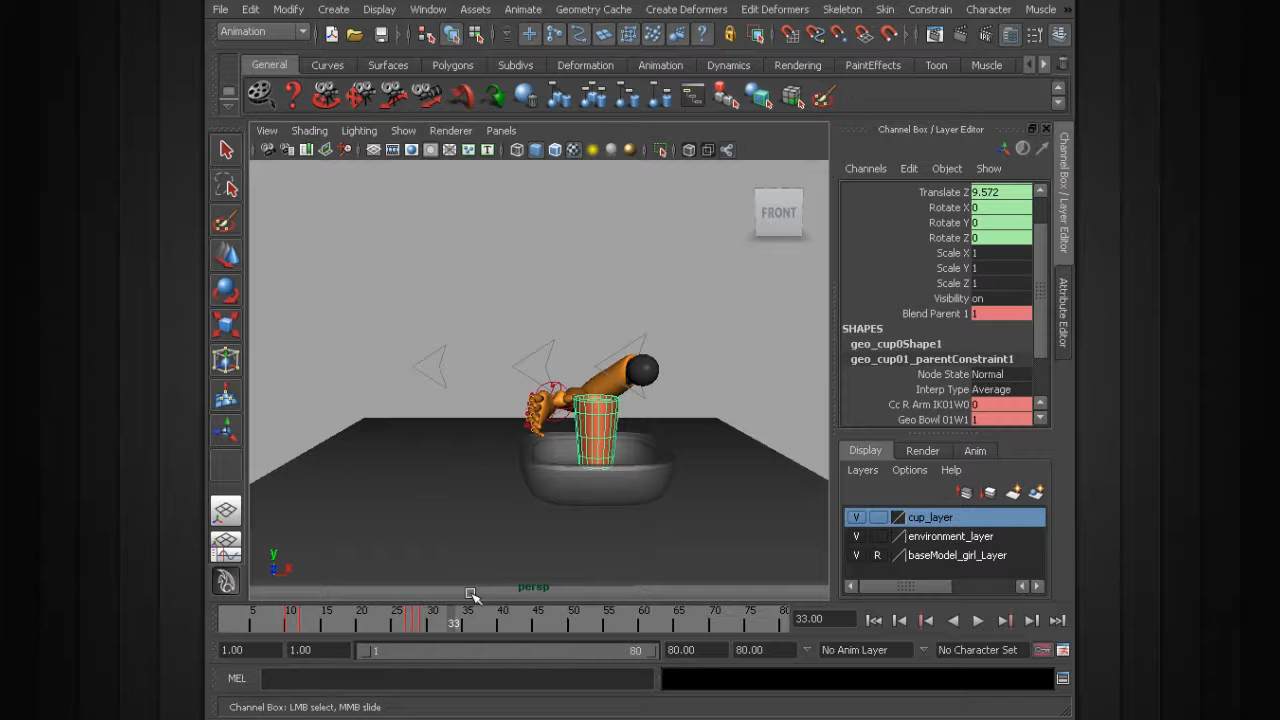 File Edit Modify Create Display Window Assets Animate Geometry Cache Create Deformers Edit Deformers Skeleton Skin Constrain Character Muscle »
Animation
General Curves Surfaces Polygons Subdivs Deformation Animation Dynamics Rendering PaintEffects Toon Muscle
View Shading Lighting Show Renderer Panels
FRONT
y
x
persp
Channel Box / Layer Editor
Channels Edit Object Show
Translate Z 9.572
Rotate X 0
Rotate Y 0
Rotate Z 0
Scale X 1
Scale Y 1
Scale Z 1
Visibility on
Blend Parent 1 1
SHAPES
geo_cup0Shape1
geo_cup01_parentConstraint1
Node State Normal
Interp Type Average
Cc R Arm IK01W0 0
Geo Bowl 01W1 1
Display Render Anim
Layers Options Help
V cup_layer
V environment_layer
V R baseModel_girl_Layer
Channel Box / Layer Editor
Attribute Editor
5 10 15 20 25 30 35 40 45 50 55 60 65 70 75 80
33
33.00
1.00 1.00 1 80 80.00 80.00 No Anim Layer No Character Set
MEL
Channel Box: LMB select, MMB slide